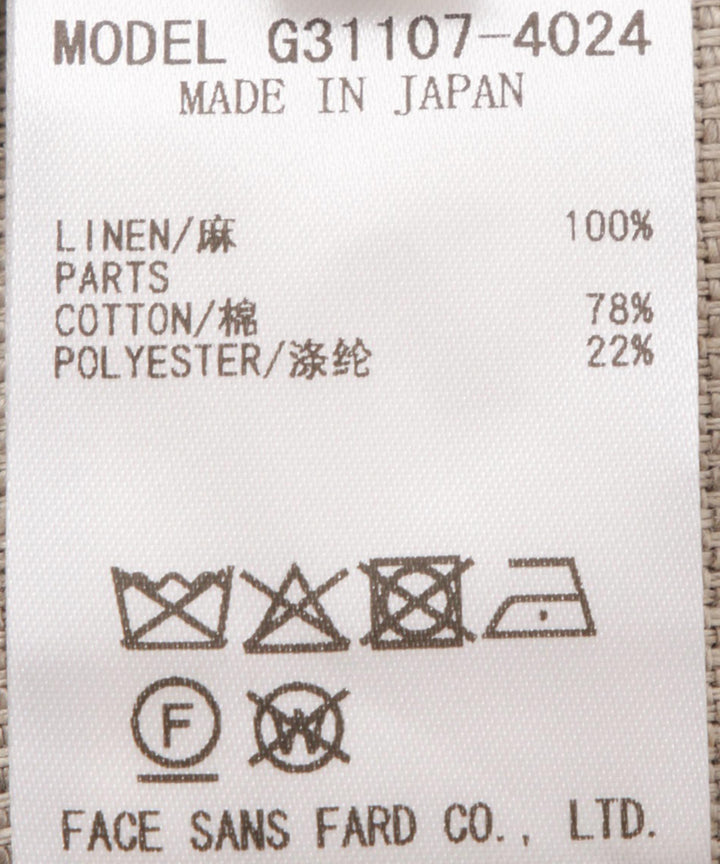 MODEL G31107-4024
MADE IN JAPAN
LINEN/麻 100%
PARTS
COTTON/棉 78%
POLYESTER/涤纶 22%
F W
FACE SANS FARD CO., LTD.